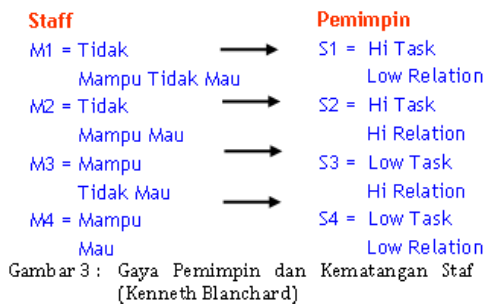 Staff Pemimpin
M1 = Tidak S1 = Hi Task
Mampu Tidak Mau Low Relation
M2 = Tidak S2 = Hi Task
Mampu Mau Hi Relation
M3 = Mampu S3 = Low Task
Tidak Mau Hi Relation
M4 = Mampu S4 = Low Task
Mau Low Relation
Gambar 3 : Gaya Pemimpin dan Kematangan Staf
(Kenneth Blanchard)